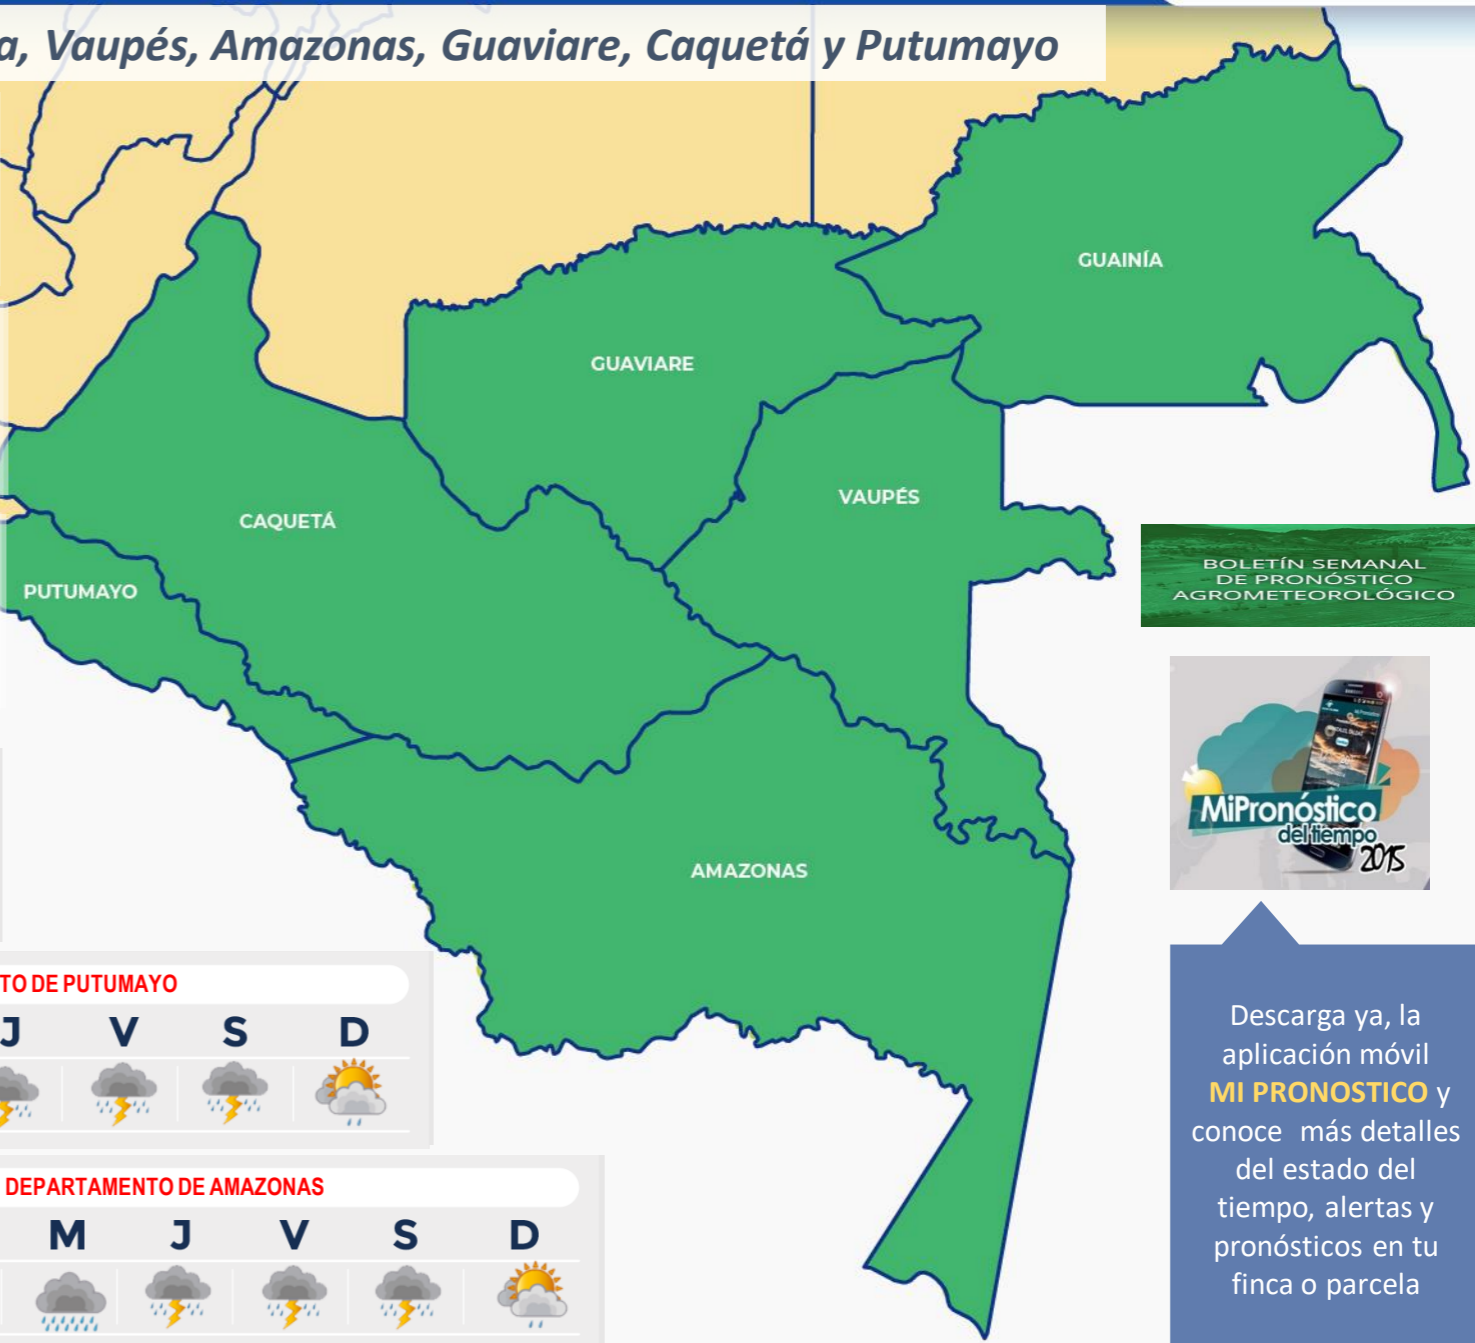 a, Vaupés, Amazonas, Guaviare, Caquetá y Putumayo
GUAINÍA
GUAVIARE
VAUPÉS
CAQUETÁ
PUTUMAYO
AMAZONAS
BOLETÍN SEMANAL
DE PRONÓSTICO
AGROMETEOROLÓGICO
SAMSUNG
MiPronóstico
del tiempo
2015
Descarga ya, la
aplicación móvil
MI PRONOSTICO y
conoce más detalles
del estado del
tiempo, alertas y
pronósticos en tu
finca o parcela
TO DE PUTUMAYO
J V S D
DEPARTAMENTO DE AMAZONAS
M J V S D